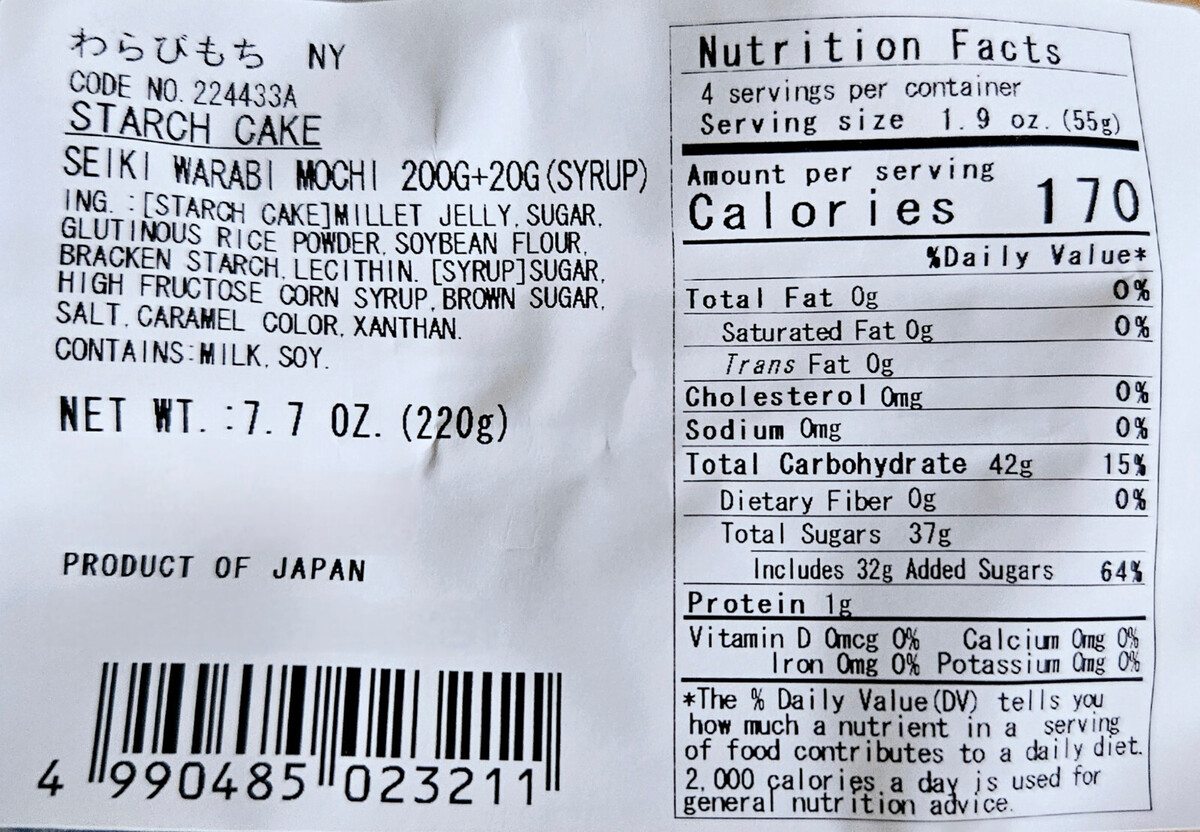 わらびもち NY
CODE NO. 224433A
STARCH CAKE
SEIKI WARABI MOCHI 200G+20G(SYRUP)
ING. :[STARCH CAKE]MILLET JELLY, SUGAR,
GLUTINOUS RICE POWDER, SOYBEAN FLOUR,
BRACKEN STARCH, LECITHIN. [SYRUP]SUGAR,
HIGH FRUCTOSE CORN SYRUP, BROWN SUGAR,
SALT, CARAMEL COLOR, XANTHAN.
CONTAINS:MILK, SOY.
NET WT. :7.7 OZ. (220g)
PRODUCT OF JAPAN
4 990485 023211
Nutrition Facts
4 servings per container
Serving size 1.9 oz. (55g)
Amount per serving
Calories 170
%Daily Value*
Total Fat 0g 0%
Saturated Fat 0g 0%
Trans Fat 0g
Cholesterol 0mg 0%
Sodium 0mg 0%
Total Carbohydrate 42g 15%
Dietary Fiber 0g 0%
Total Sugars 37g
Includes 32g Added Sugars 64%
Protein 1g
Vitamin D 0mcg 0% Calcium 0mg 0%
Iron 0mg 0% Potassium 0mg 0%
*The % Daily Value(DV) tells you
how much a nutrient in a serving
of food contributes to a daily diet.
2,000 calories a day is used for
general nutrition advice.